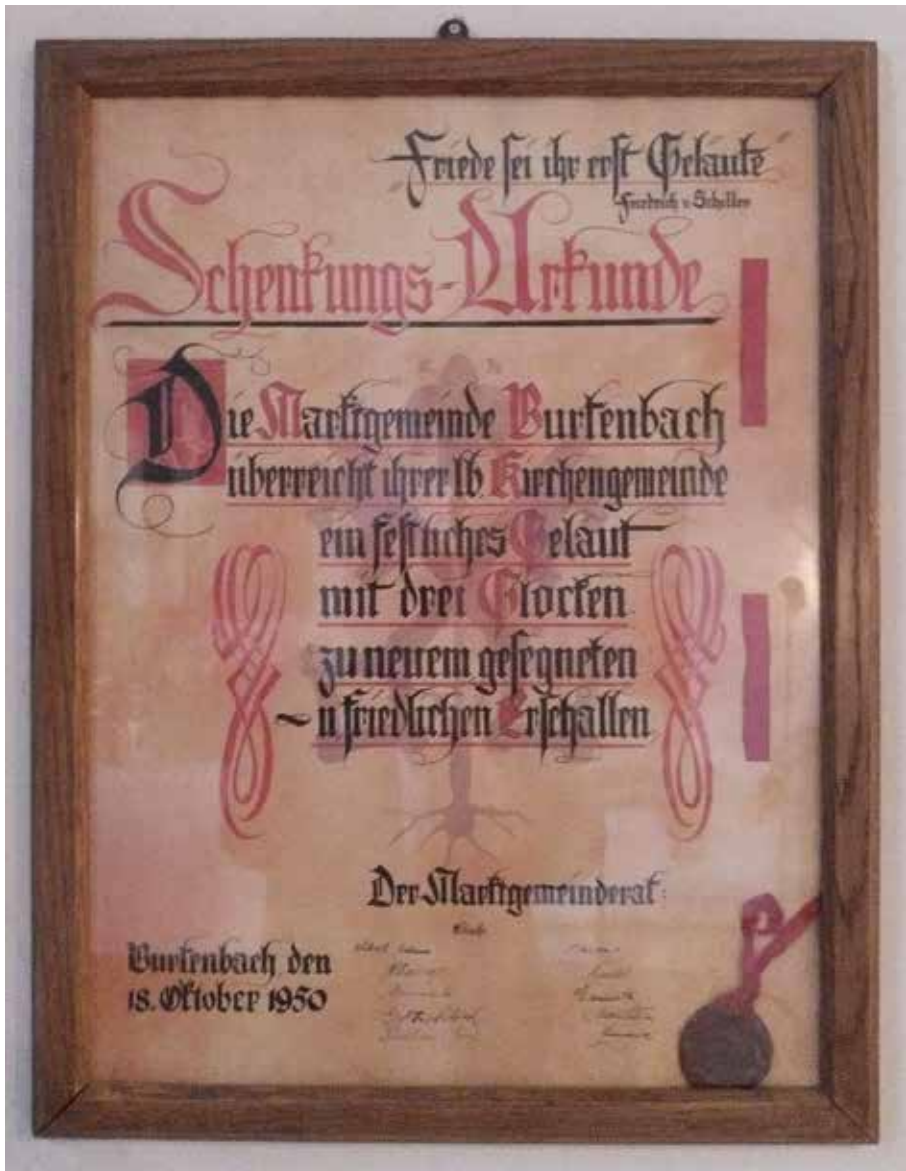 Friede sei ihr erst Geläute
Friedrich v. Schiller
Schenkungs-Urkunde
Die Marktgemeinde Burtenbach
überreicht ihrer lb. Kirchengemeinde
ein festliches Geläut
mit drei Glocken
zu neuem gesegneten
~ u friedlichen Erschallen
Der Marktgemeinderat:
Burtenbach den
18. Oktober 1950